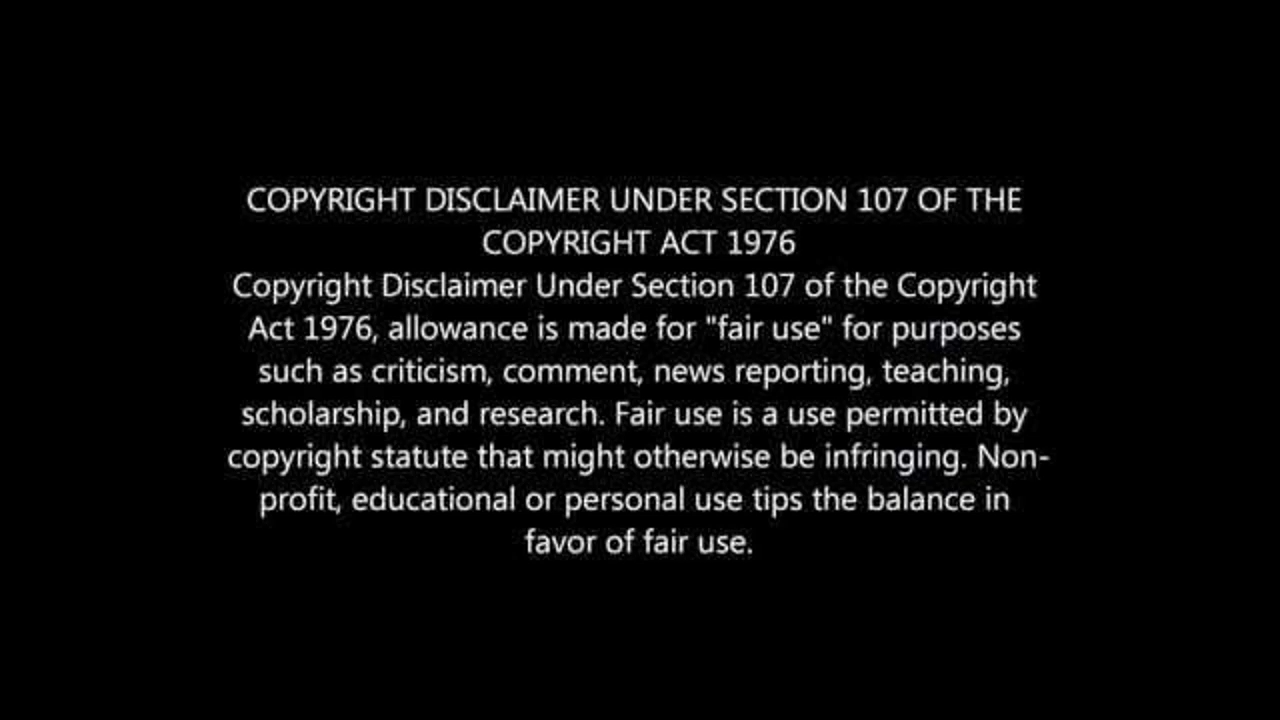 COPYRIGHT DISCLAIMER UNDER SECTION 107 OF THE
COPYRIGHT ACT 1976
Copyright Disclaimer Under Section 107 of the Copyright
Act 1976, allowance is made for "fair use" for purposes
such as criticism, comment, news reporting, teaching,
scholarship, and research. Fair use is a use permitted by
copyright statute that might otherwise be infringing. Non-
profit, educational or personal use tips the balance in
favor of fair use.